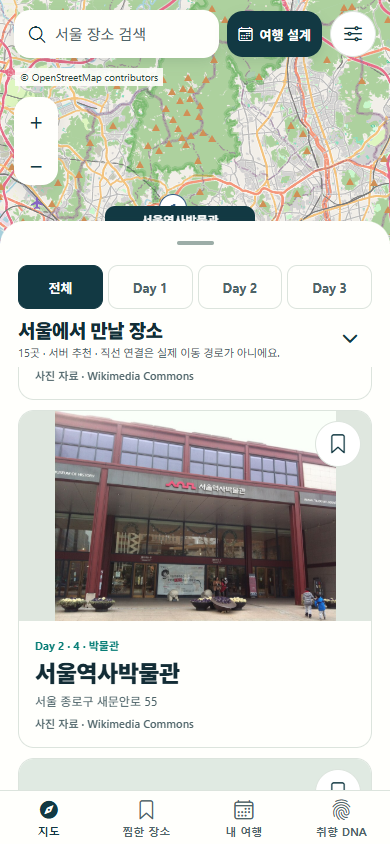 서울 장소 검색
여행 설계
© OpenStreetMap contributors
+
−
서울역사박물관
전체
Day 1
Day 2
Day 3
서울에서 만날 장소
15곳 · 서버 추천 · 직선 연결은 실제 이동 경로가 아니에요.
사진 자료 · Wikimedia Commons
서울역사박물관
Day 2 · 4 · 박물관
서울역사박물관
서울 종로구 새문안로 55
사진 자료 · Wikimedia Commons
지도
찜한 장소
내 여행
취향 DNA